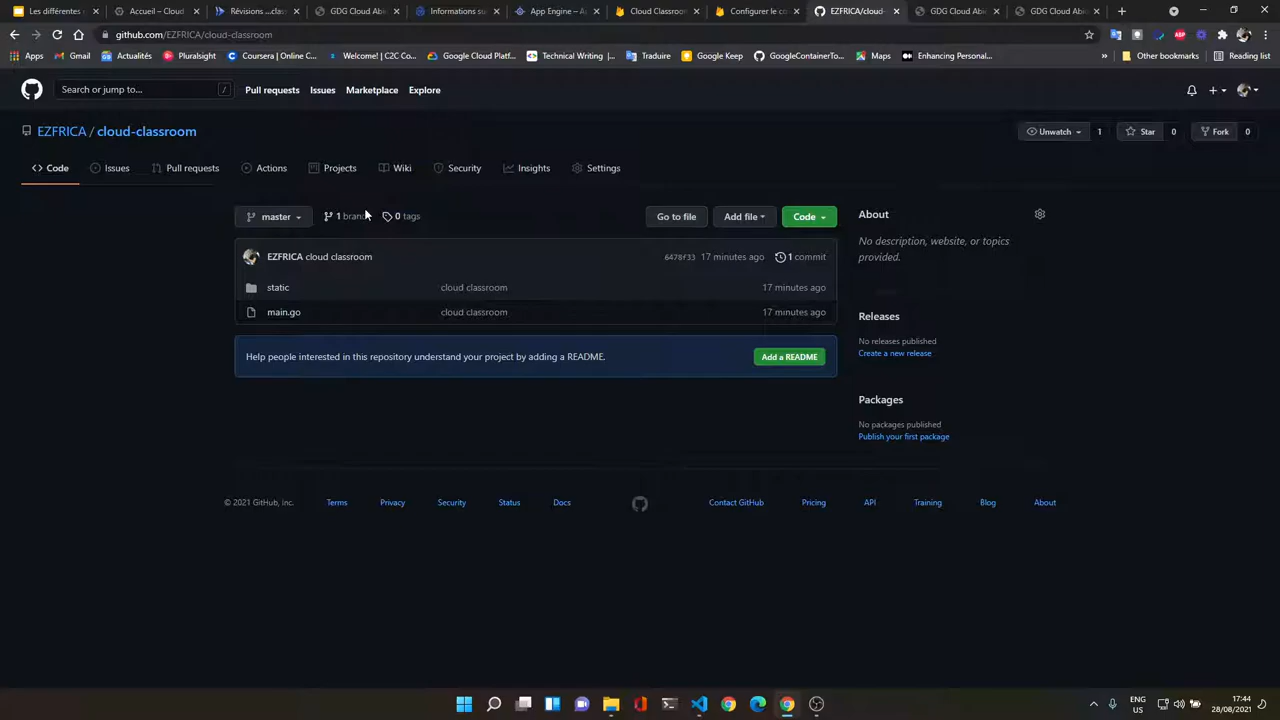 Les différentes
Accueil – Cloud
Révisions ...class
GDG Cloud Abi
Informations su
App Engine – A
Cloud Classroom
Configurer le co
EZFRICA/cloud-
GDG Cloud Abi
GDG Cloud Abi
github.com/EZFRICA/cloud-classroom
Apps
Gmail
Actualités
Pluralsight
Coursera | Online C...
Welcome! | C2C Co...
Google Cloud Platf...
Technical Writing |...
Traduire
Google Keep
GoogleContainerTo...
Maps
Enhancing Personal...
»
Other bookmarks
Reading list
Search or jump to...
/
Pull requests
Issues
Marketplace
Explore
EZFRICA / cloud-classroom
Unwatch
1
Star
0
Fork
0
<> Code
Issues
Pull requests
Actions
Projects
Wiki
Security
Insights
Settings
master
1 branch
0 tags
Go to file
Add file
Code
EZFRICA cloud classroom
6478f33
17 minutes ago
1 commit
static
cloud classroom
17 minutes ago
main.go
cloud classroom
17 minutes ago
Help people interested in this repository understand your project by adding a README.
Add a README
About
No description, website, or topics
provided.
Releases
No releases published
Create a new release
Packages
No packages published
Publish your first package
© 2021 GitHub, Inc.
Terms
Privacy
Security
Status
Docs
Contact GitHub
Pricing
API
Training
Blog
About
ENG
US
17:44
28/08/2021